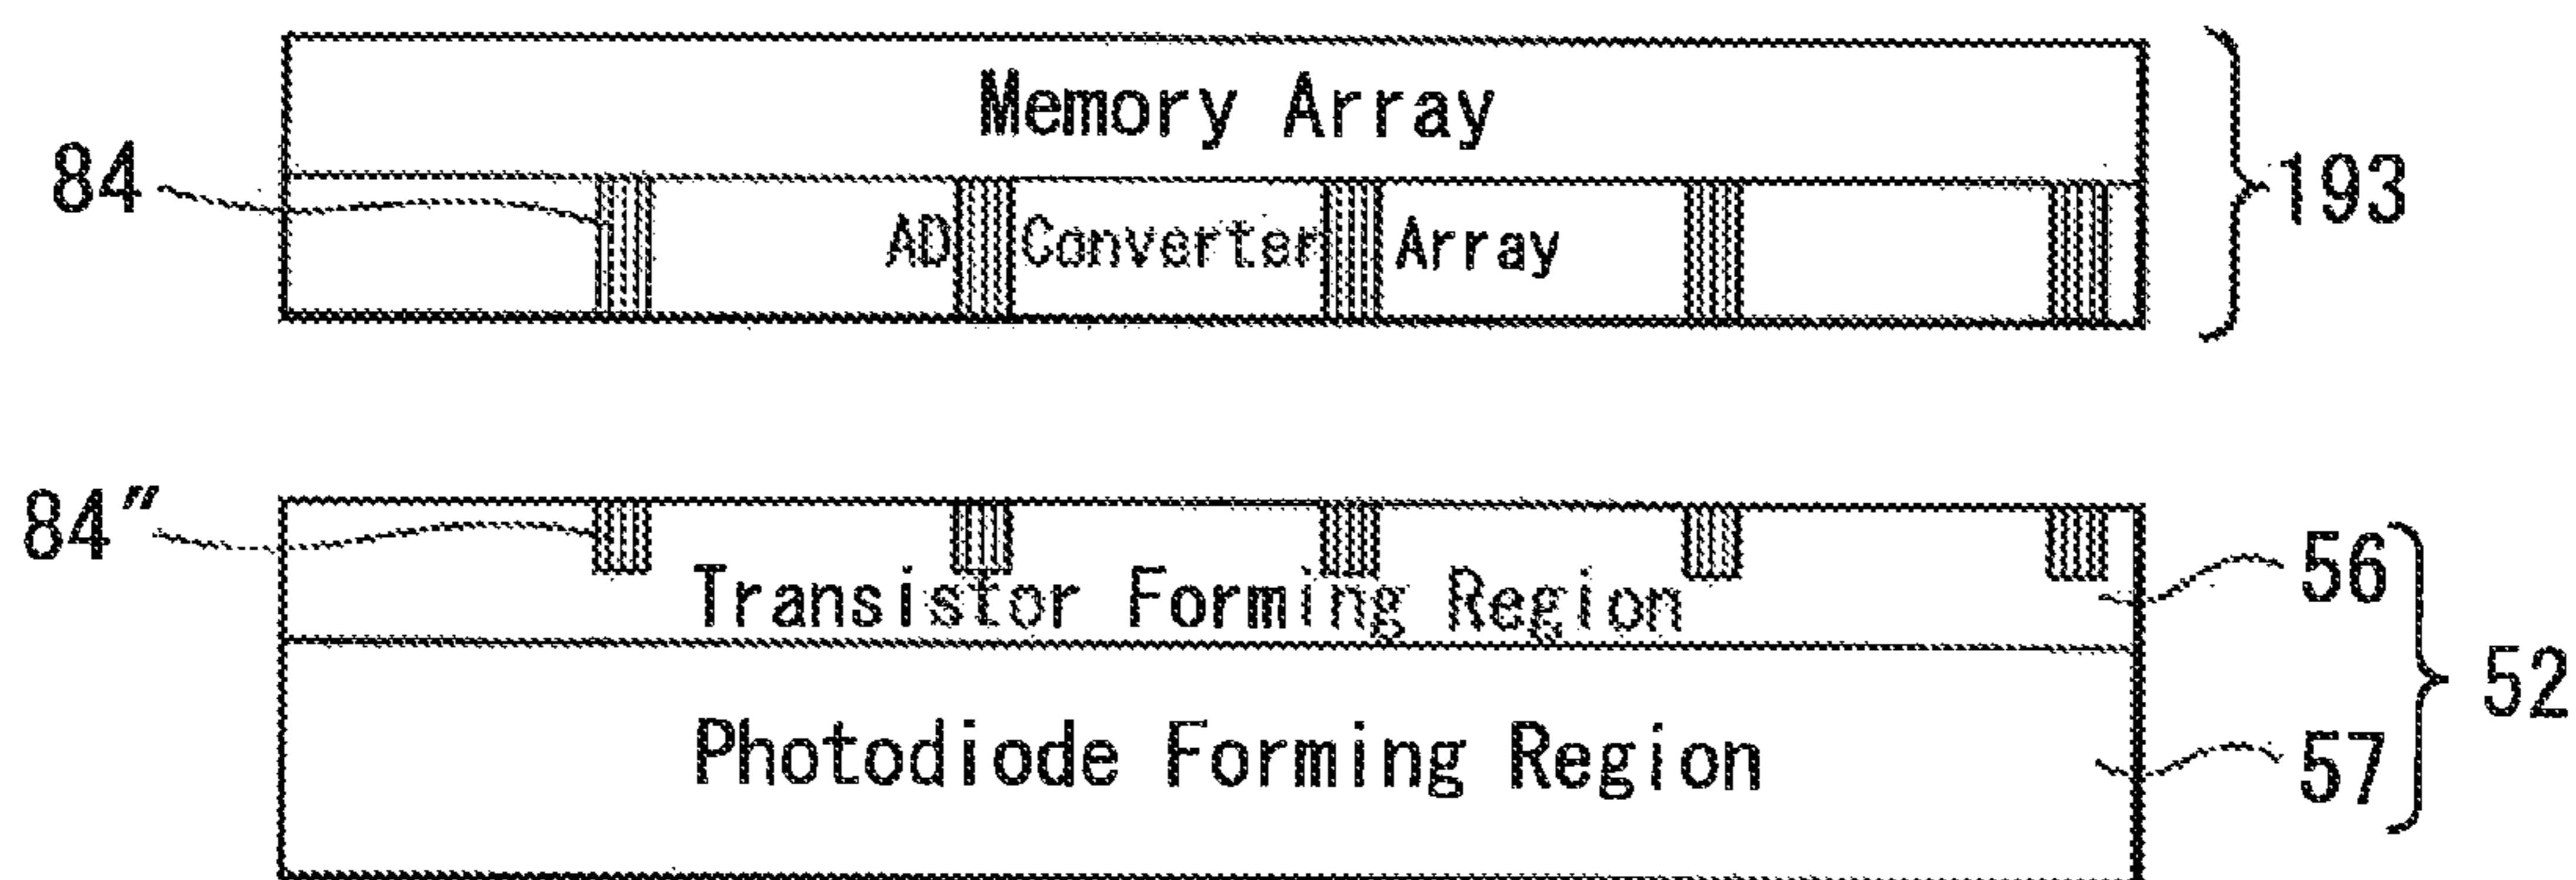 Memory Array
84
193
AD Converter Array
84″
56
Transistor Forming Region
52
Photodiode Forming Region
57